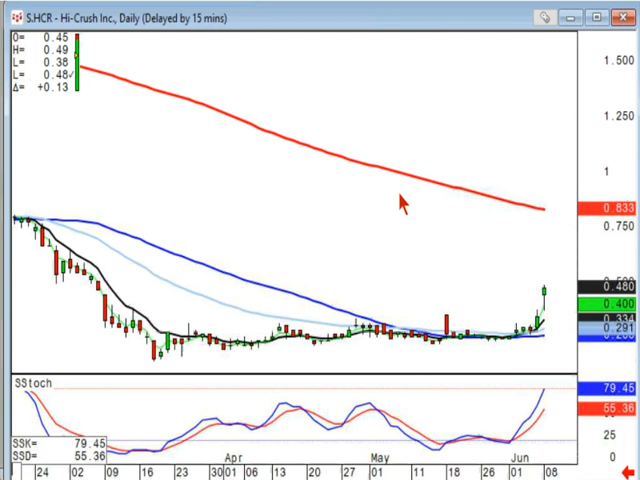 S.HCR - Hi-Crush Inc., Daily (Delayed by 15 mins)
O= 0.45
H= 0.49
L= 0.38
L= 0.48✓
Δ= +0.13
1.500
1.250
1
0.833
0.750
0.480
0.400
0.334
0.291
SStoch
79.45
55.36
25
0
SSK= 79.45
SSD= 55.36
Apr May Jun
24 02 09 16 23 30 01 06 13 20 27 01 11 18 26 01 08